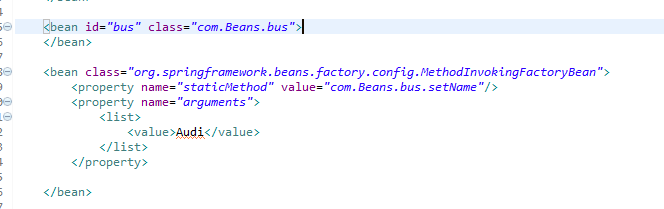 <bean id="bus" class="com.Beans.bus">
</bean>
<bean class="org.springframework.beans.factory.config.MethodInvokingFactoryBean">
<property name="staticMethod" value="com.Beans.bus.setName"/>
<property name="arguments">
<list>
<value>Audi</value>
</list>
</property>
</bean>